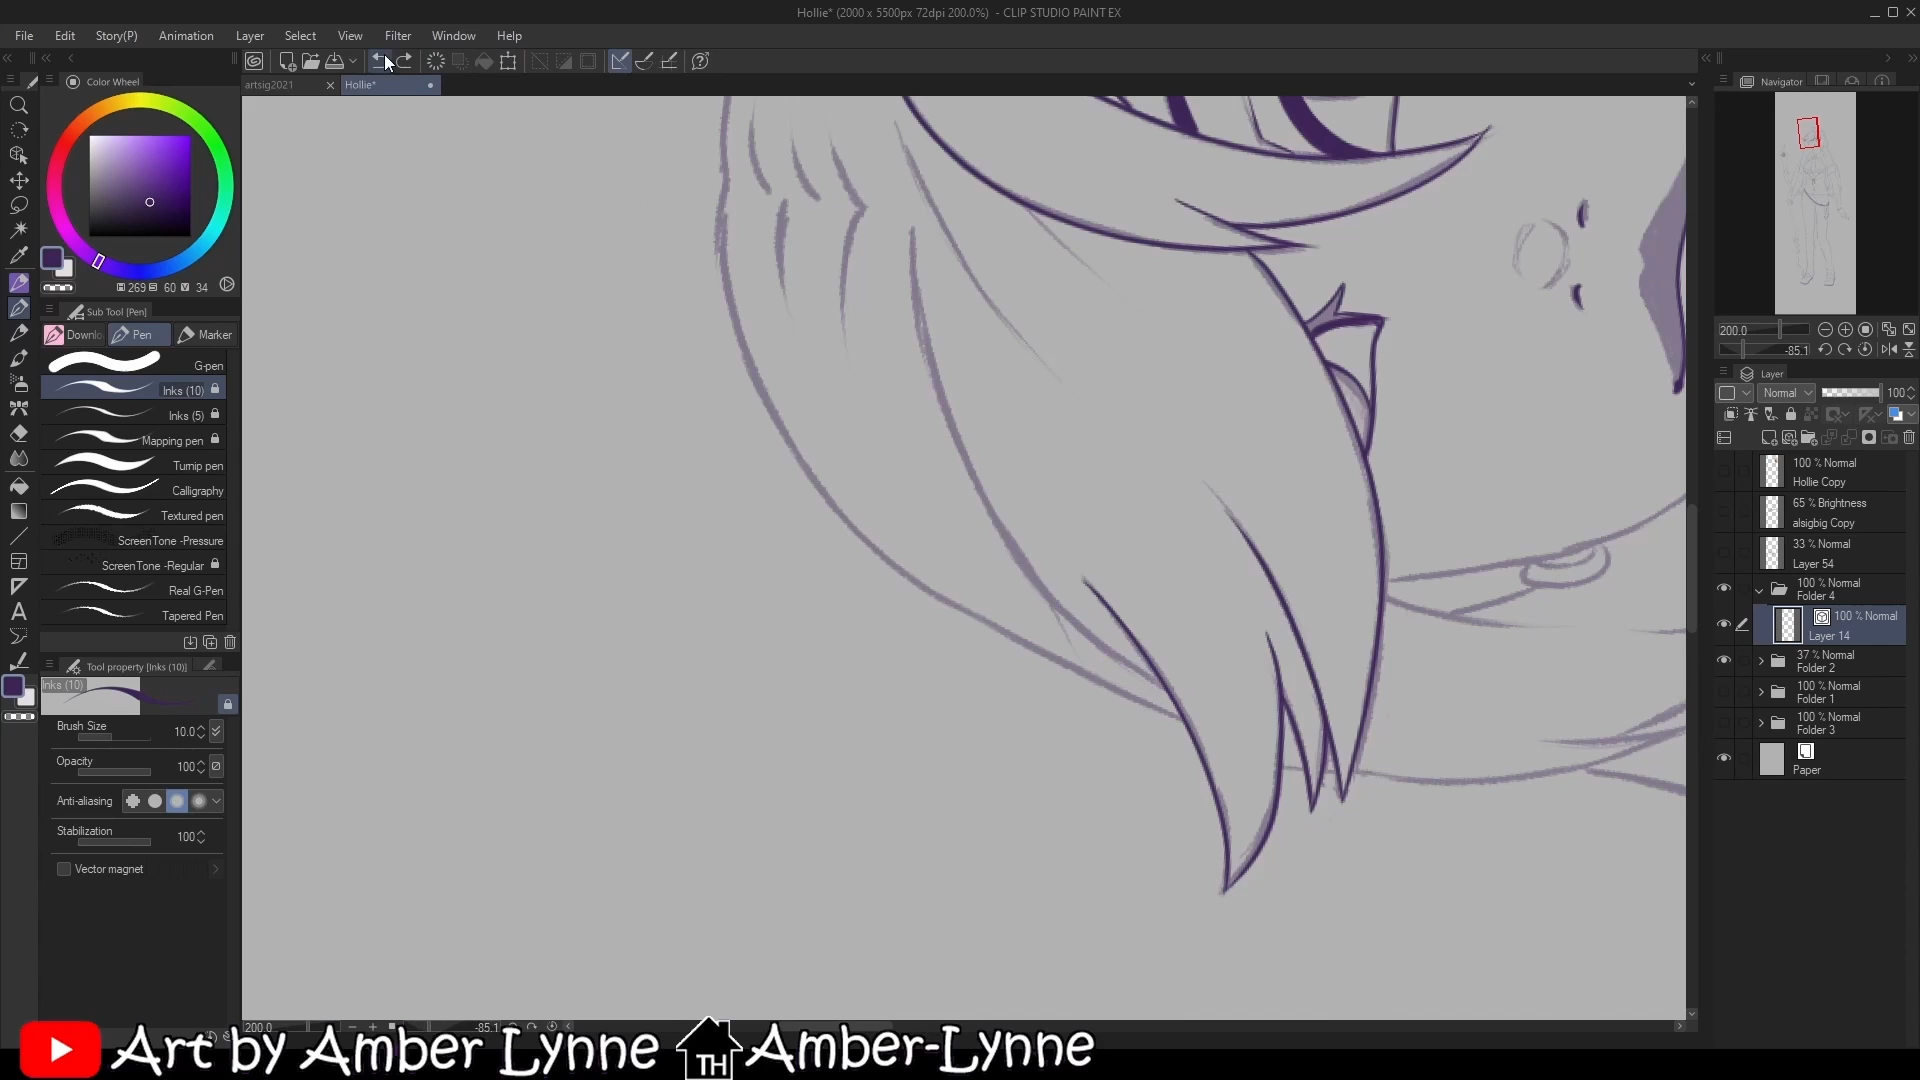 Hollie* (2000 x 5500px 72dpi 200.0%) - CLIP STUDIO PAINT EX
File Edit Story(P) Animation Layer Select View Filter Window Help
artsig2021 Hollie*
Color Wheel
H 269 S 60 V 34
Sub Tool [Pen]
Downlo Pen Marker
G-pen
Inks (10)
Inks (5)
Mapping pen
Turnip pen
Calligraphy
Textured pen
ScreenTone -Pressure
ScreenTone -Regular
Real G-Pen
Tapered Pen
Tool property [Inks (10)]
Inks (10)
Brush Size 10.0
Opacity 100
Anti-aliasing
Stabilization 100
Vector magnet
Navigator
200.0
-85.1
Layer
Normal 100
100 % Normal
Hollie Copy
65 % Brightness
alsigbig Copy
33 % Normal
Layer 54
100 % Normal
Folder 4
100 % Normal
Layer 14
37 % Normal
Folder 2
100 % Normal
Folder 1
100 % Normal
Folder 3
Paper
200.0 -85.1
Art by Amber Lynne TH Amber-Lynne